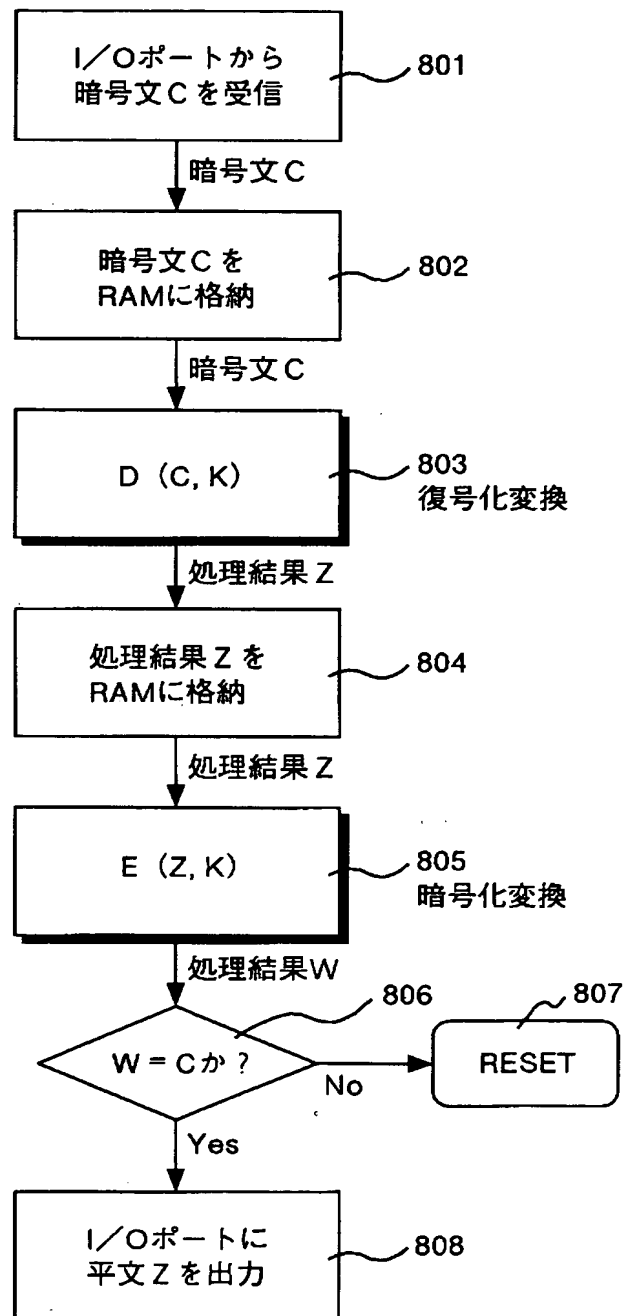 I/Oポートから
暗号文Cを受信
801
暗号文C
暗号文Cを
RAMに格納
802
暗号文C
D (C, K)
803
復号化変換
処理結果Z
処理結果Zを
RAMに格納
804
処理結果Z
E (Z, K)
805
暗号化変換
処理結果W
806
807
W = Cか?
No
RESET
Yes
I/Oポートに
平文Zを出力
808